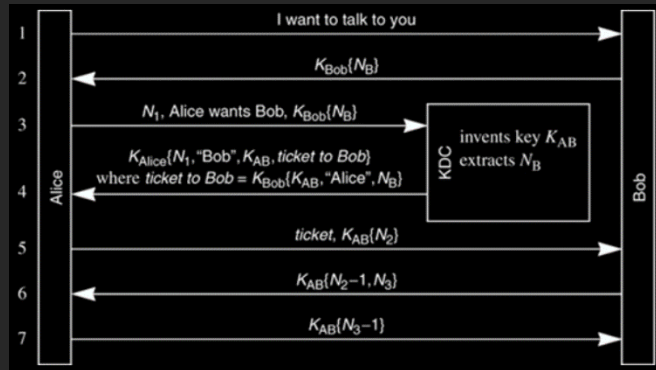 I want to talk to you
1
K_Bob{N_B}
2
N_1, Alice wants Bob, K_Bob{N_B}
3
K_Alice{N_1,“Bob”,K_AB,ticket to Bob}
where ticket to Bob = K_Bob{K_AB,“Alice”,N_B}
4
KDC
invents key K_AB
extracts N_B
Alice
Bob
ticket, K_AB{N_2}
5
K_AB{N_2–1,N_3}
6
K_AB{N_3–1}
7